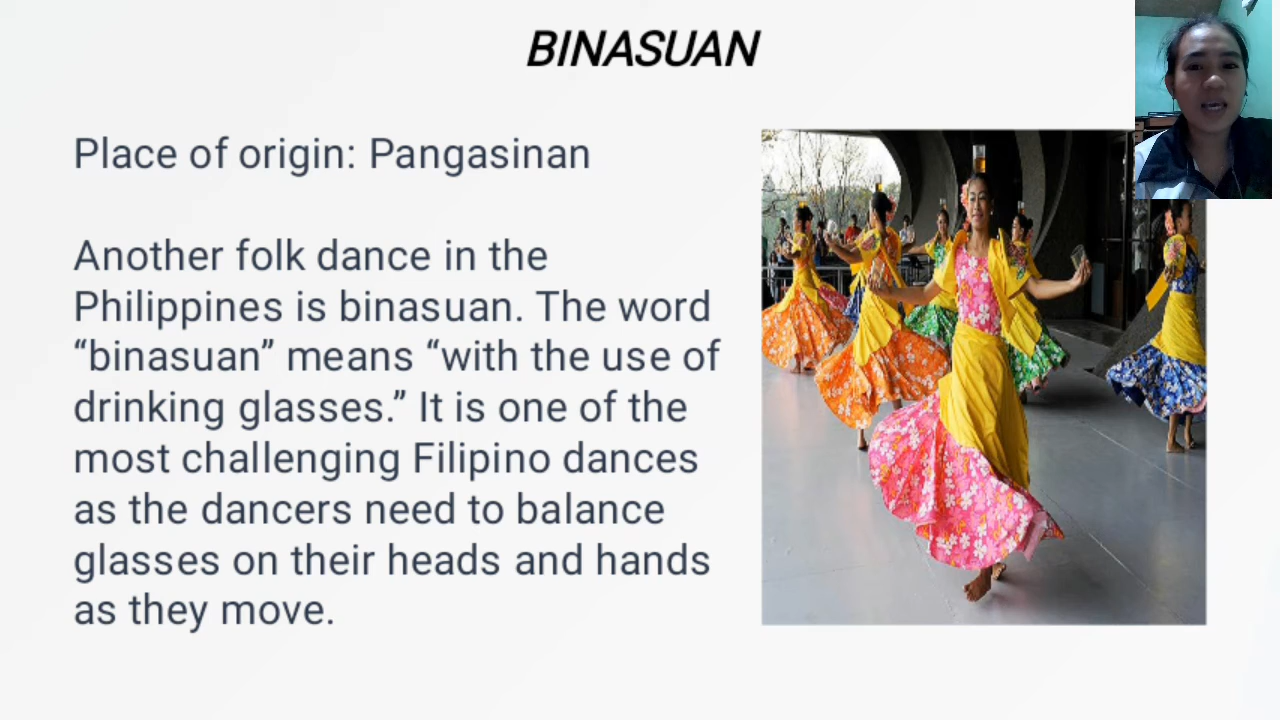 BINASUAN
Place of origin: Pangasinan
Another folk dance in the
Philippines is binasuan. The word
“binasuan” means “with the use of
drinking glasses.” It is one of the
most challenging Filipino dances
as the dancers need to balance
glasses on their heads and hands
as they move.